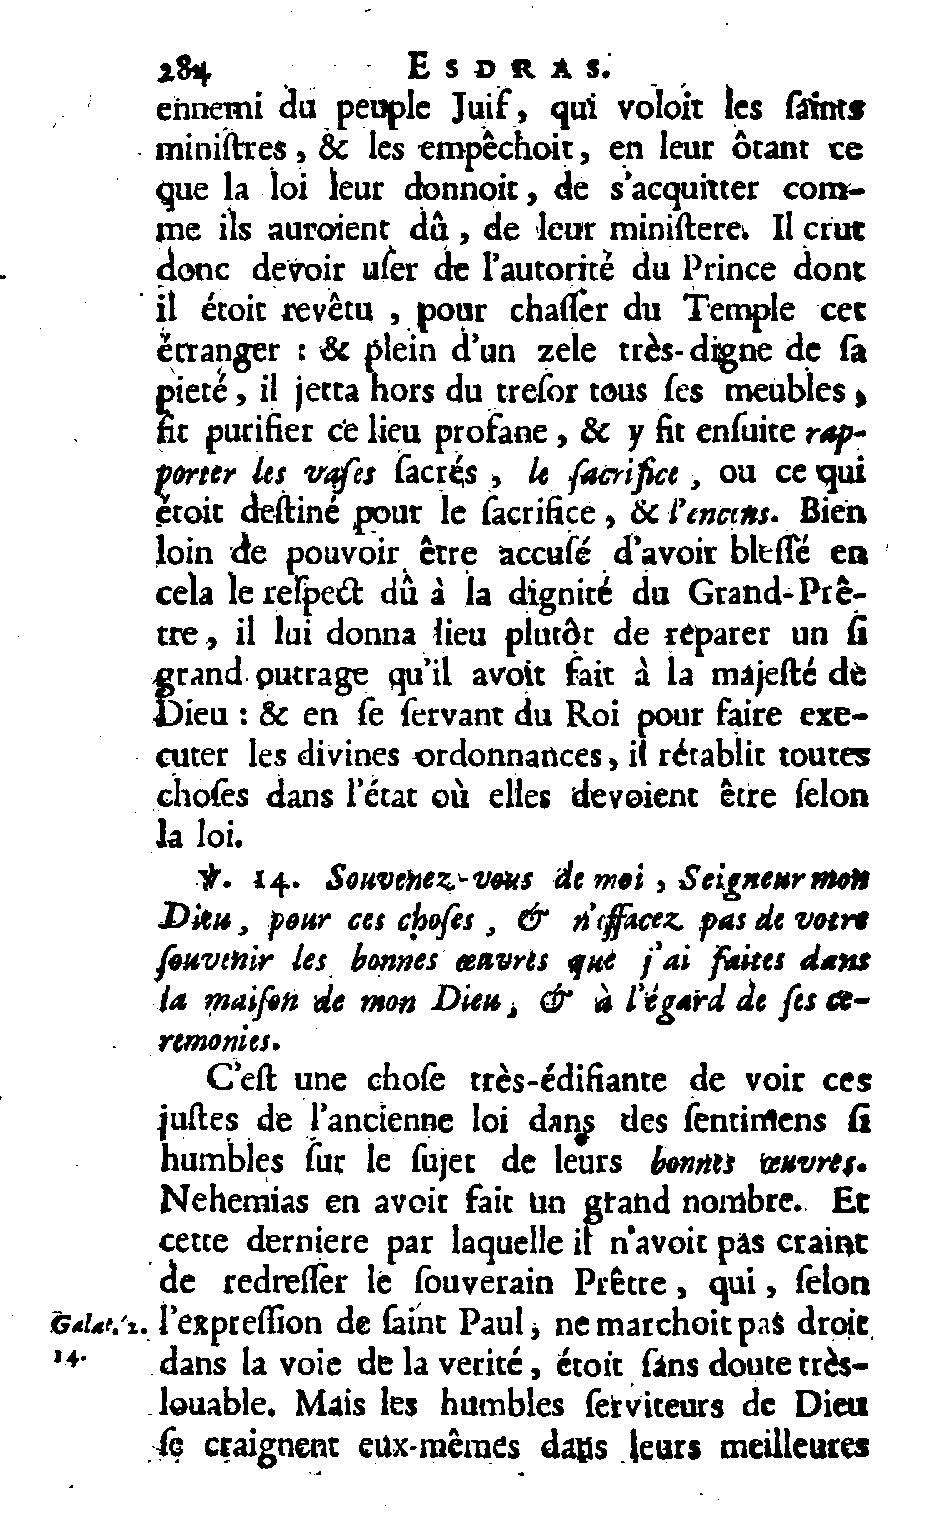 284 ESDRAS.
ennemi du peuple Juif, qui voloit les ſaints
miniſtres, & les empêchoit, en leur ôtant ce
que la loi leur donnoit, de s'acquitter com-
me ils auroient dû, de leur miniſtere. Il crut
donc devoir uſer de l'autorité du Prince dont
il étoit revêtu, pour chaſſer du Temple cet
étranger : & plein d'un zele très-digne de ſa
pieté, il jetta hors du treſor tous ſes meubles,
fit purifier ce lieu profane, & y fit enſuite rap-
porter les vaſes ſacrés, le ſacrifice, ou ce qui
étoit deſtiné pour le ſacrifice, & l'encens. Bien
loin de pouvoir être accuſé d'avoir bleſſé en
cela le reſpect dû à la dignité du Grand-Prê-
tre, il lui donna lieu plutôt de réparer un ſi
grand outrage qu'il avoit fait à la majeſté de
Dieu : & en ſe ſervant du Roi pour faire exe-
cuter les divines ordonnances, il rétablit toutes
choſes dans l'état où elles devoient être ſelon
la loi.
℣. 14. Souvenez-vous de moi, Seigneur mon
Dieu, pour ces choſes, & n'effacez pas de votre
ſouvenir les bonnes œuvres que j'ai faites dans
la maiſon de mon Dieu, & à l'égard de ſes ce-
remonies.
C'eſt une choſe très-édifiante de voir ces
juſtes de l'ancienne loi dans des ſentimens ſi
humbles ſur le ſujet de leurs bonnes œuvres.
Nehemias en avoit fait un grand nombre. Et
cette derniere par laquelle il n'avoit pas craint
de redreſſer le ſouverain Prêtre, qui, ſelon
Galat. 2. l'expreſſion de ſaint Paul, ne marchoit pas droit
14. dans la voie de la verité, étoit ſans doute très-
louable. Mais les humbles ſerviteurs de Dieu
ſe craignent eux-mêmes dans leurs meilleures